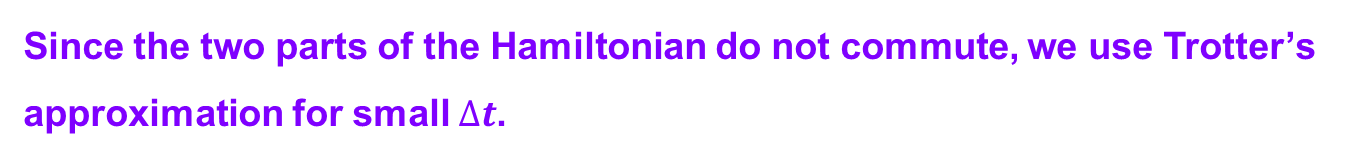 Since the two parts of the Hamiltonian do not commute, we use Trotter’s
approximation for small Δt.